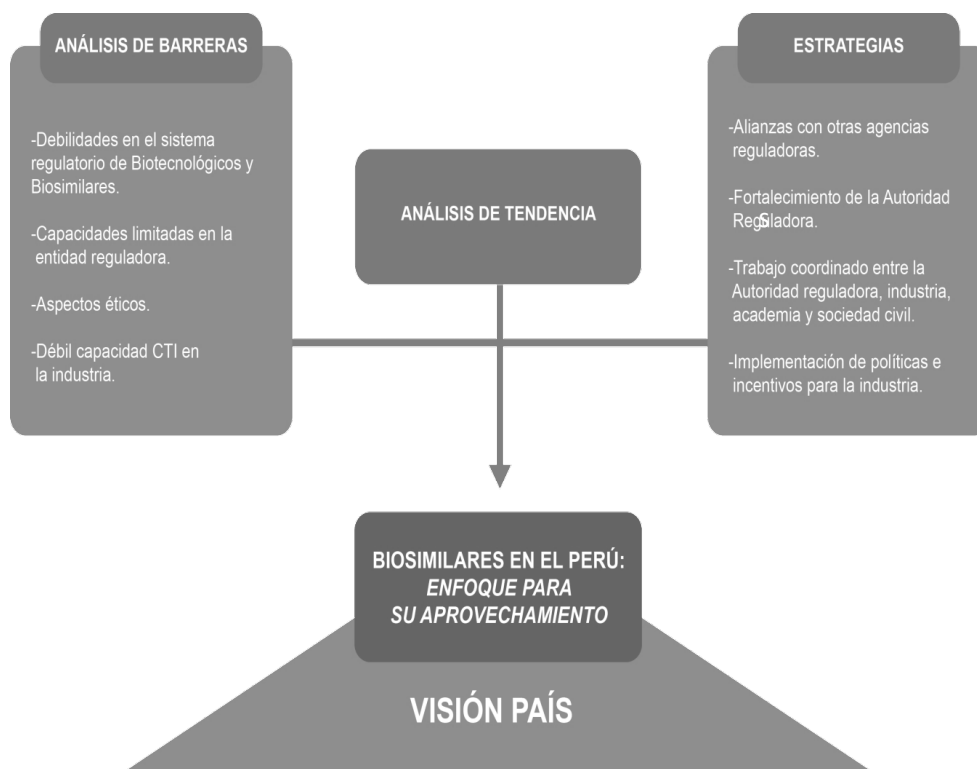 ANÁLISIS DE BARRERAS
-Debilidades en el sistema
regulatorio de Biotecnológicos y
Biosimilares.
-Capacidades limitadas en la
entidad reguladora.
-Aspectos éticos.
-Débil capacidad CTI en
la industria.
ANÁLISIS DE TENDENCIA
ESTRATEGIAS
-Alianzas con otras agencias
reguladoras.
-Fortalecimiento de la Autoridad
-Trabajo coordinado entre la
Autoridad reguladora, industria,
academia y sociedad civil.
-Implementación de políticas e
incentivos para la industria.
BIOSIMILARES EN EL PERÚ:
ENFOQUE PARA
SU APROVECHAMIENTO
VISIÓN PAÍS